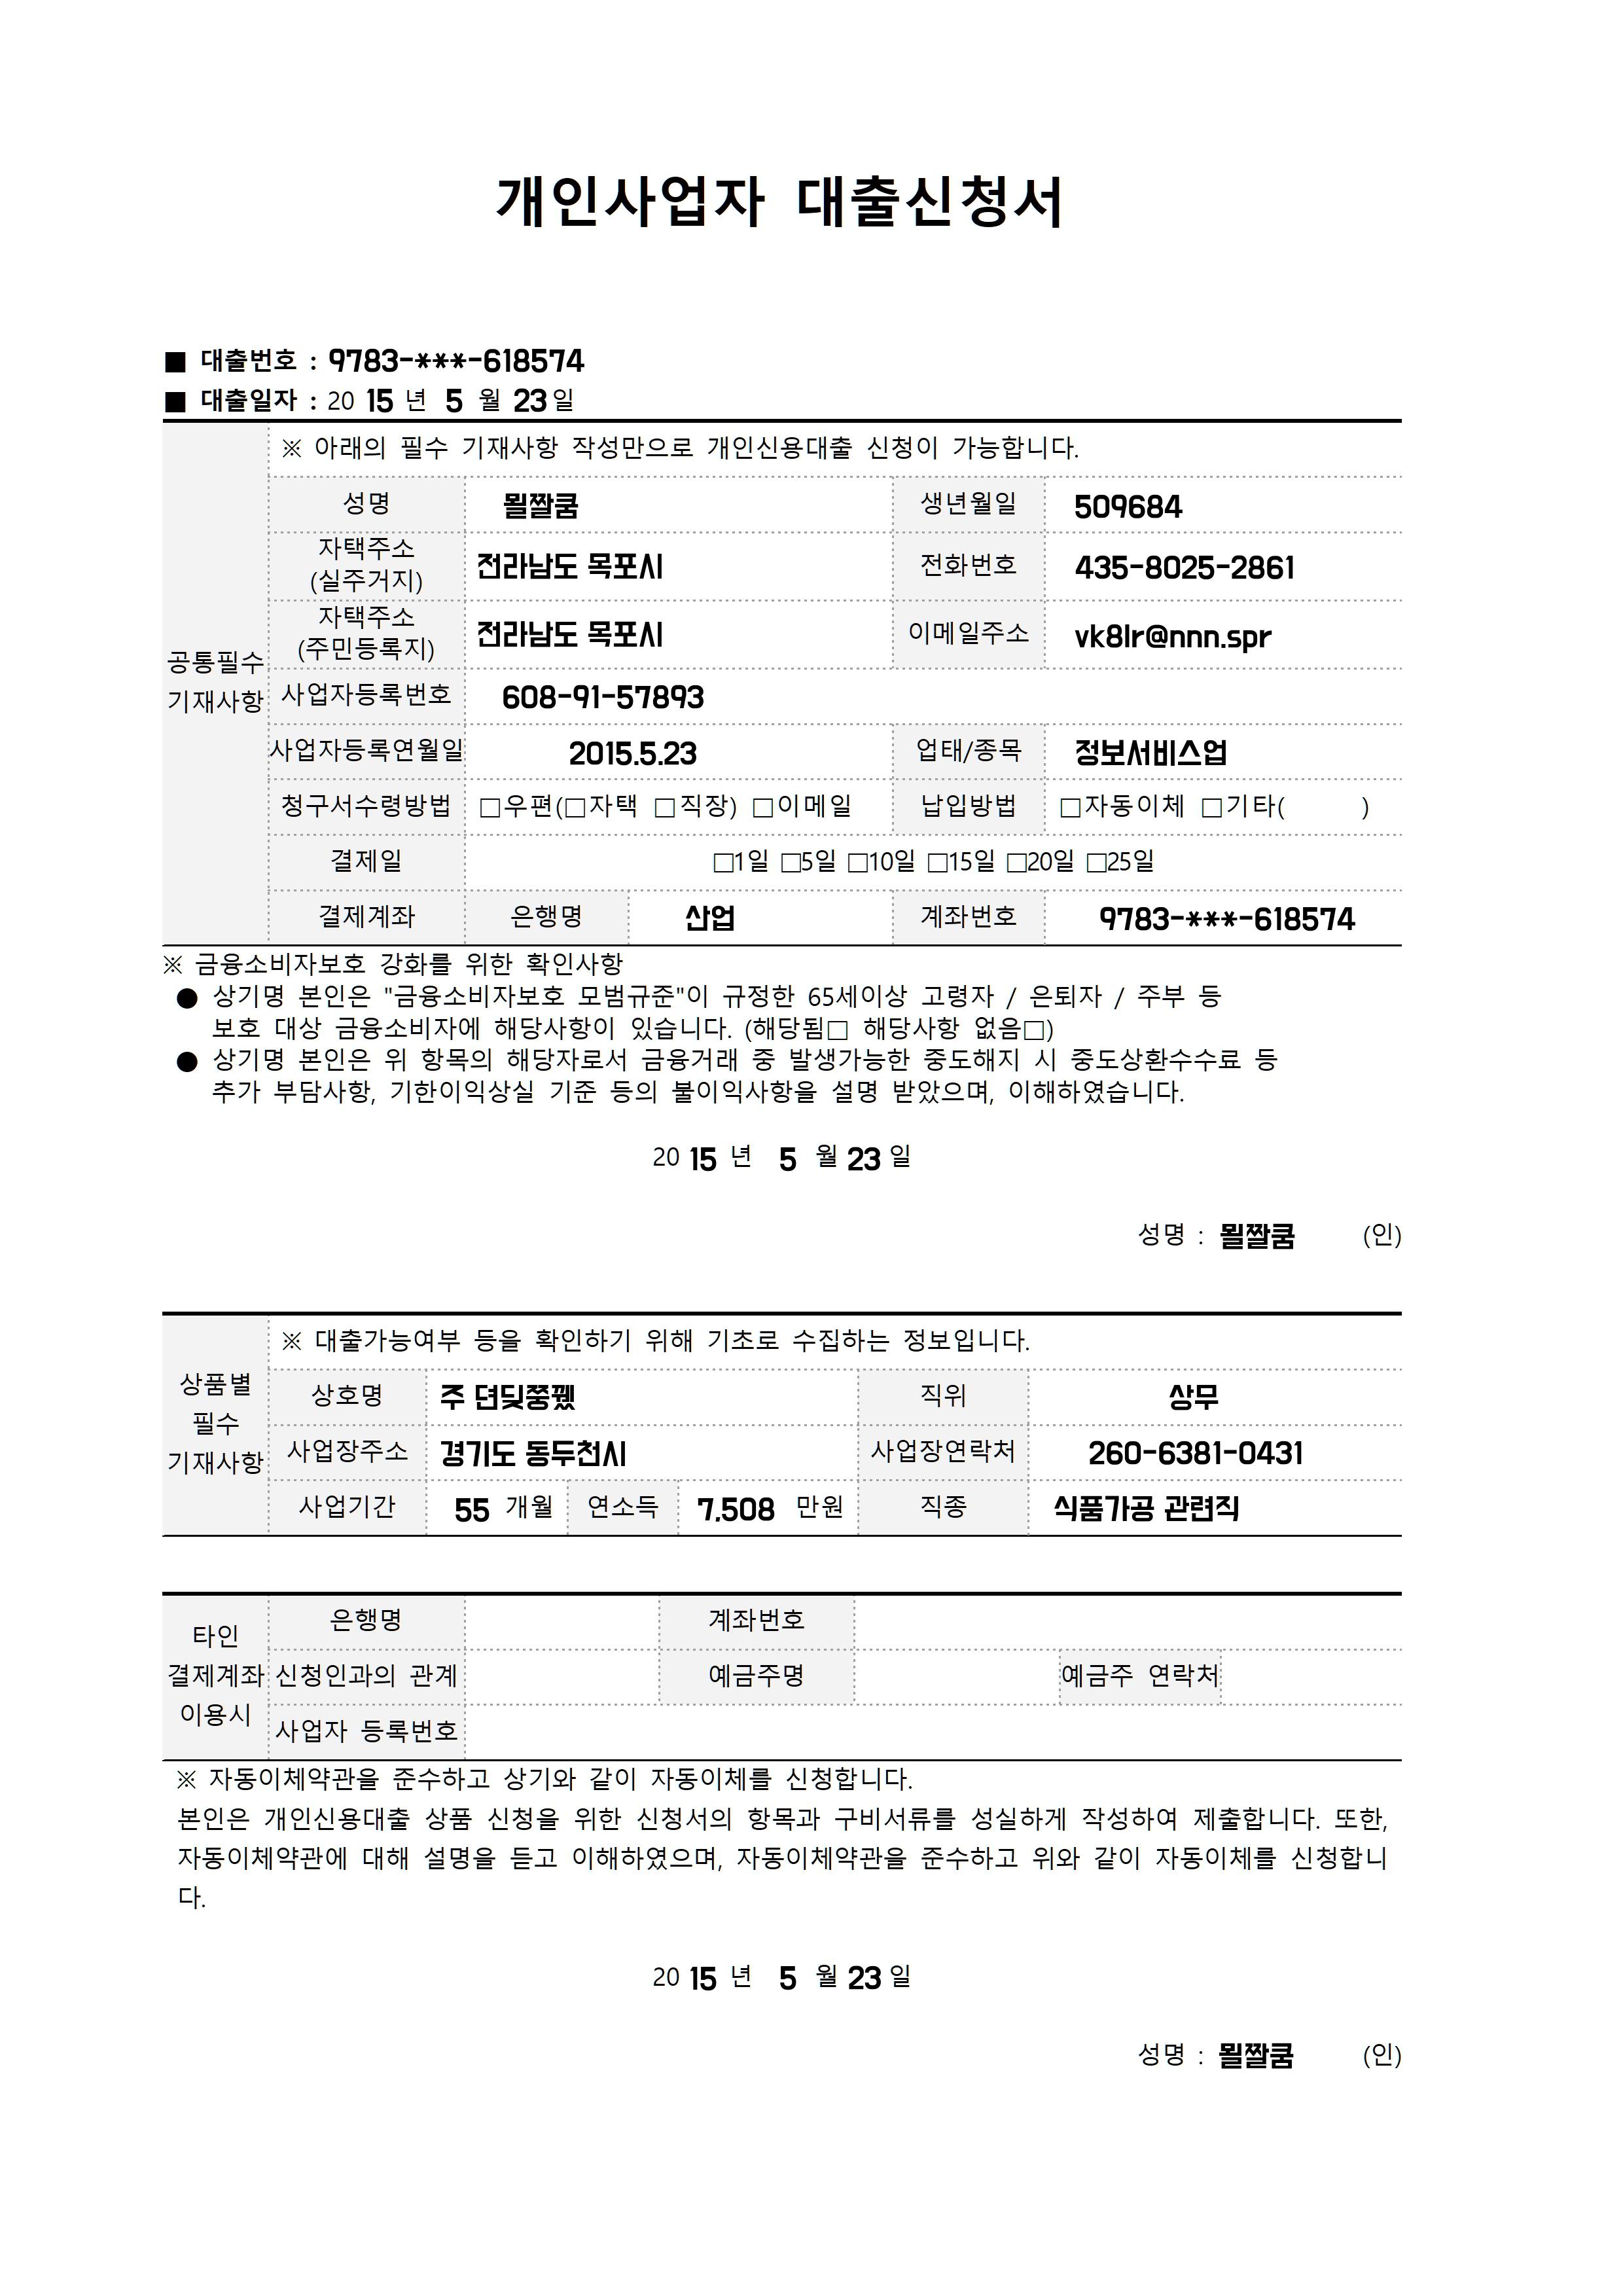 개인사업자 대출신청서
■ 대출번호 : 9783-***-618574
■ 대출일자 : 20 15 년 5 월 23 일
※ 아래의 필수 기재사항 작성만으로 개인신용대출 신청이 가능합니다.
공통필수 기재사항
성명 묄짤쿰 생년월일 509684
자택주소 (실주거지) 전라남도 목포시 전화번호 435-8025-2861
자택주소 (주민등록지) 전라남도 목포시 이메일주소 vk8lr@nnn.spr
사업자등록번호 608-91-57893
사업자등록연월일 2015.5.23 업태/종목 정보서비스업
청구서수령방법 □우편(□자택 □직장) □이메일 납입방법 □자동이체 □기타( )
결제일 □1일 □5일 □10일 □15일 □20일 □25일
결제계좌 은행명 산업 계좌번호 9783-***-618574
※ 금융소비자보호 강화를 위한 확인사항
● 상기명 본인은 "금융소비자보호 모범규준"이 규정한 65세이상 고령자 / 은퇴자 / 주부 등
보호 대상 금융소비자에 해당사항이 있습니다. (해당됨□ 해당사항 없음□)
● 상기명 본인은 위 항목의 해당자로서 금융거래 중 발생가능한 중도해지 시 중도상환수수료 등
추가 부담사항, 기한이익상실 기준 등의 불이익사항을 설명 받았으며, 이해하였습니다.
20 15 년 5 월 23 일
성명 : 묄짤쿰 (인)
※ 대출가능여부 등을 확인하기 위해 기초로 수집하는 정보입니다.
상품별 필수 기재사항
상호명 주 직위 상무
사업장주소 경기도 동두천시 사업장연락처 260-6381-0431
사업기간 55 개월 연소득 7,508 만원 직종 식품가공 관련직
타인 결제계좌 이용시
은행명 계좌번호
신청인과의 관계 예금주명 예금주 연락처
사업자 등록번호
※ 자동이체약관을 준수하고 상기와 같이 자동이체를 신청합니다.
본인은 개인신용대출 상품 신청을 위한 신청서의 항목과 구비서류를 성실하게 작성하여 제출합니다. 또한,
자동이체약관에 대해 설명을 듣고 이해하였으며, 자동이체약관을 준수하고 위와 같이 자동이체를 신청합니
다.
20 15 년 5 월 23 일
성명 : 묄짤쿰 (인)